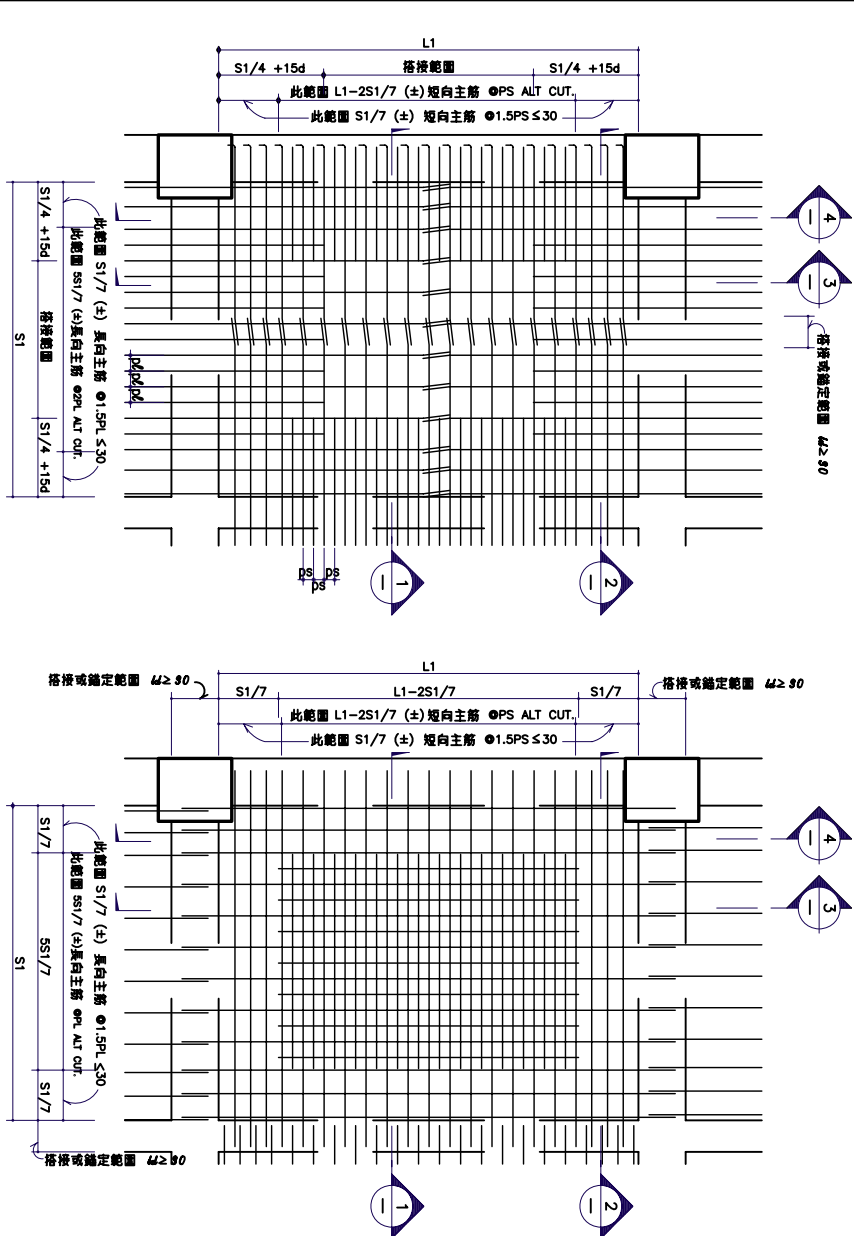 L1
S1/4 +15d
搭接範圍
S1/4 +15d
此範圍 L1-2S1/7 (±)短向主筋 @PS ALT CUT.
此範圍 S1/7 (±) 短向主筋 @1.5PS≤30
S1/4 +15d
搭接範圍
S1/4 +15d
S1
此範圍 S1/7 (±) 長向主筋 @1.5PL≤30
此範圍 5S1/7 (±)長向主筋 @2PL ALT CUT.
pl
pl
pl
4
—
3
—
搭接或錨定範圍
ps
ps
ps
1
—
2
—
L1
搭接或錨定範圍
S1/7
L1-2S1/7
S1/7
搭接或錨定範圍
此範圍 L1-2S1/7 (±)短向主筋 @PS ALT CUT.
此範圍 S1/7 (±) 短向主筋 @1.5PS≤30
S1/7
5S1/7
S1/7
S1
此範圍 S1/7 (±) 長向主筋 @1.5PL≤30
此範圍 5S1/7 (±)長向主筋 @PL ALT CUT.
4
—
3
—
搭接或錨定範圍
1
—
2
—